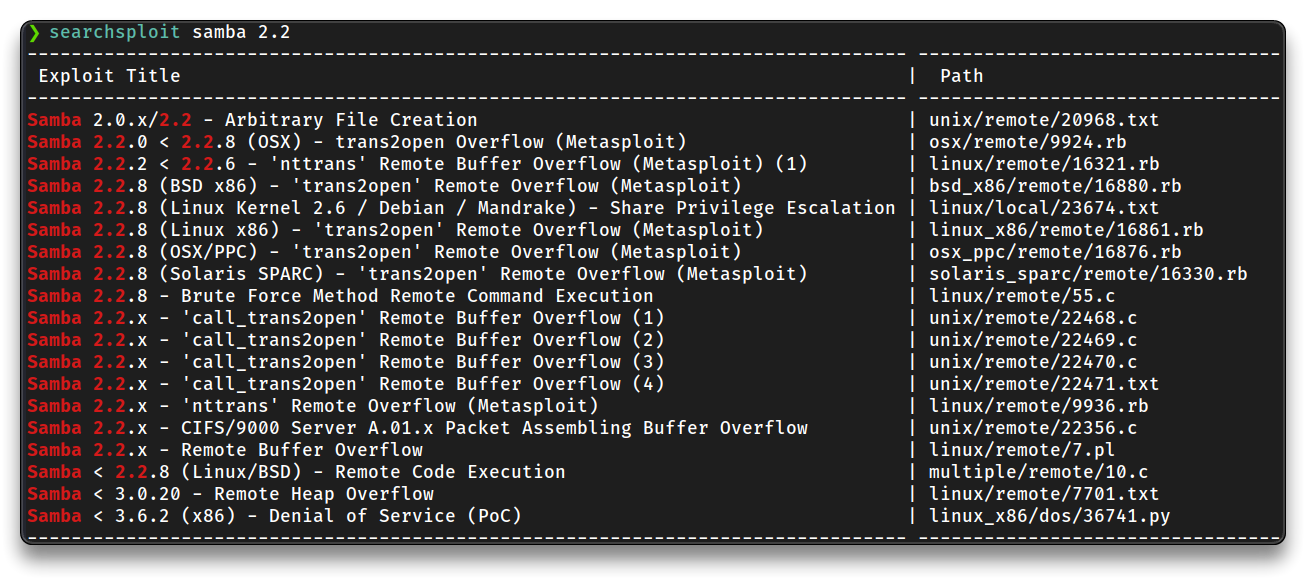 ❯ searchsploit samba 2.2
-------------------------------------------------------------------------------- ---------------------------------
Exploit Title | Path
-------------------------------------------------------------------------------- ---------------------------------
Samba 2.0.x/2.2 - Arbitrary File Creation | unix/remote/20968.txt
Samba 2.2.0 < 2.2.8 (OSX) - trans2open Overflow (Metasploit) | osx/remote/9924.rb
Samba 2.2.2 < 2.2.6 - 'nttrans' Remote Buffer Overflow (Metasploit) (1) | linux/remote/16321.rb
Samba 2.2.8 (BSD x86) - 'trans2open' Remote Overflow (Metasploit) | bsd_x86/remote/16880.rb
Samba 2.2.8 (Linux Kernel 2.6 / Debian / Mandrake) - Share Privilege Escalation | linux/local/23674.txt
Samba 2.2.8 (Linux x86) - 'trans2open' Remote Overflow (Metasploit) | linux_x86/remote/16861.rb
Samba 2.2.8 (OSX/PPC) - 'trans2open' Remote Overflow (Metasploit) | osx_ppc/remote/16876.rb
Samba 2.2.8 (Solaris SPARC) - 'trans2open' Remote Overflow (Metasploit) | solaris_sparc/remote/16330.rb
Samba 2.2.8 - Brute Force Method Remote Command Execution | linux/remote/55.c
Samba 2.2.x - 'call_trans2open' Remote Buffer Overflow (1) | unix/remote/22468.c
Samba 2.2.x - 'call_trans2open' Remote Buffer Overflow (2) | unix/remote/22469.c
Samba 2.2.x - 'call_trans2open' Remote Buffer Overflow (3) | unix/remote/22470.c
Samba 2.2.x - 'call_trans2open' Remote Buffer Overflow (4) | unix/remote/22471.txt
Samba 2.2.x - 'nttrans' Remote Overflow (Metasploit) | linux/remote/9936.rb
Samba 2.2.x - CIFS/9000 Server A.01.x Packet Assembling Buffer Overflow | unix/remote/22356.c
Samba 2.2.x - Remote Buffer Overflow | linux/remote/7.pl
Samba < 2.2.8 (Linux/BSD) - Remote Code Execution | multiple/remote/10.c
Samba < 3.0.20 - Remote Heap Overflow | linux/remote/7701.txt
Samba < 3.6.2 (x86) - Denial of Service (PoC) | linux_x86/dos/36741.py
-------------------------------------------------------------------------------- ---------------------------------